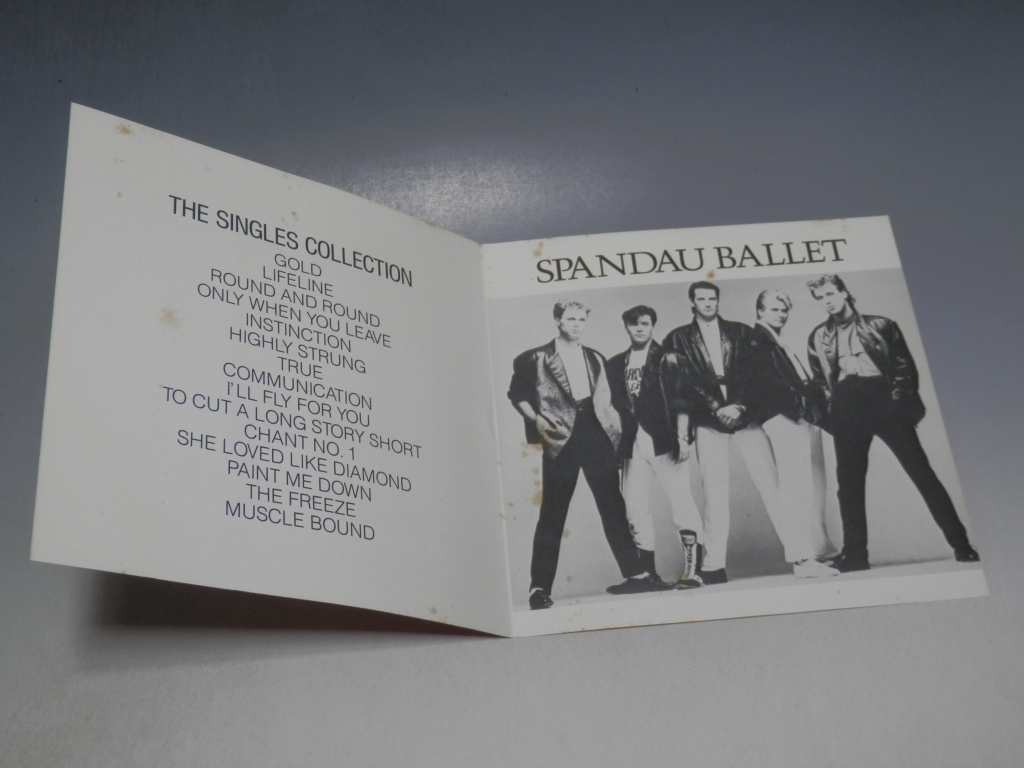 THE SINGLES COLLECTION
GOLD
LIFELINE
ROUND AND ROUND
ONLY WHEN YOU LEAVE
INSTINCTION
HIGHLY STRUNG
TRUE
COMMUNICATION
I'LL FLY FOR YOU
TO CUT A LONG STORY SHORT
CHANT NO. 1
SHE LOVED LIKE DIAMOND
PAINT ME DOWN
THE FREEZE
MUSCLE BOUND
SPANDAU BALLET